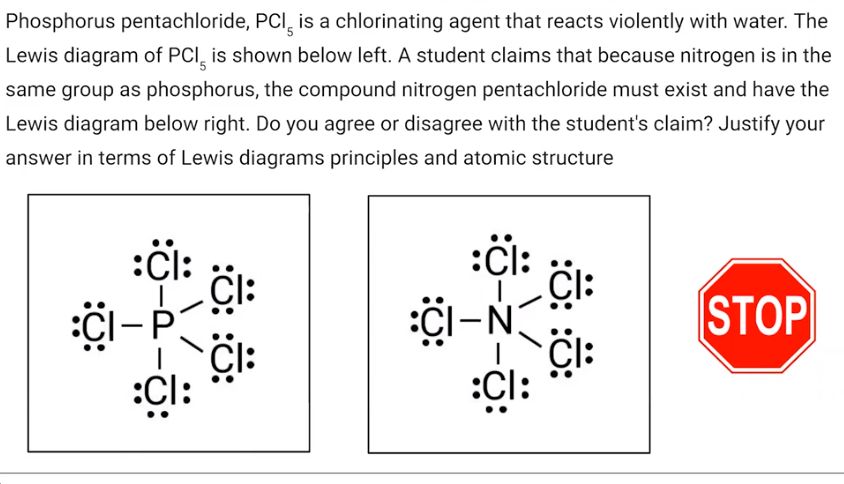 Phosphorus pentachloride, PCl₅ is a chlorinating agent that reacts violently with water. The
Lewis diagram of PCl₅ is shown below left. A student claims that because nitrogen is in the
same group as phosphorus, the compound nitrogen pentachloride must exist and have the
Lewis diagram below right. Do you agree or disagree with the student's claim? Justify your
answer in terms of Lewis diagrams principles and atomic structure
:Cl:
Cl:
:Cl–P
Cl:
:Cl:
:Cl:
Cl:
:Cl–N
Cl:
:Cl:
STOP